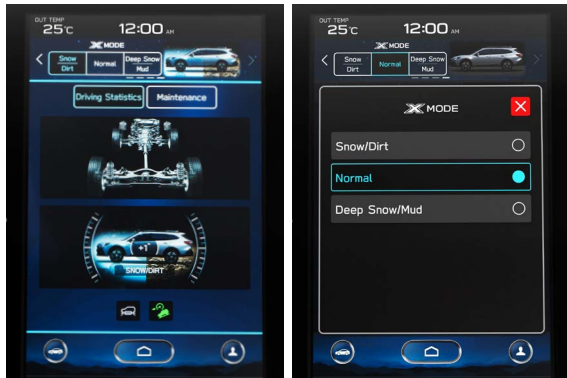 OUT TEMP
25°C
12:00 AM
X MODE
Snow
Dirt
Normal
Deep Snow
Mud
Driving Statistics
Maintenance
+1
SNOW/DIRT
OUT TEMP
25°C
12:00 AM
X MODE
Snow
Dirt
Normal
Deep Snow
Mud
X MODE
Snow/Dirt
Normal
Deep Snow/Mud